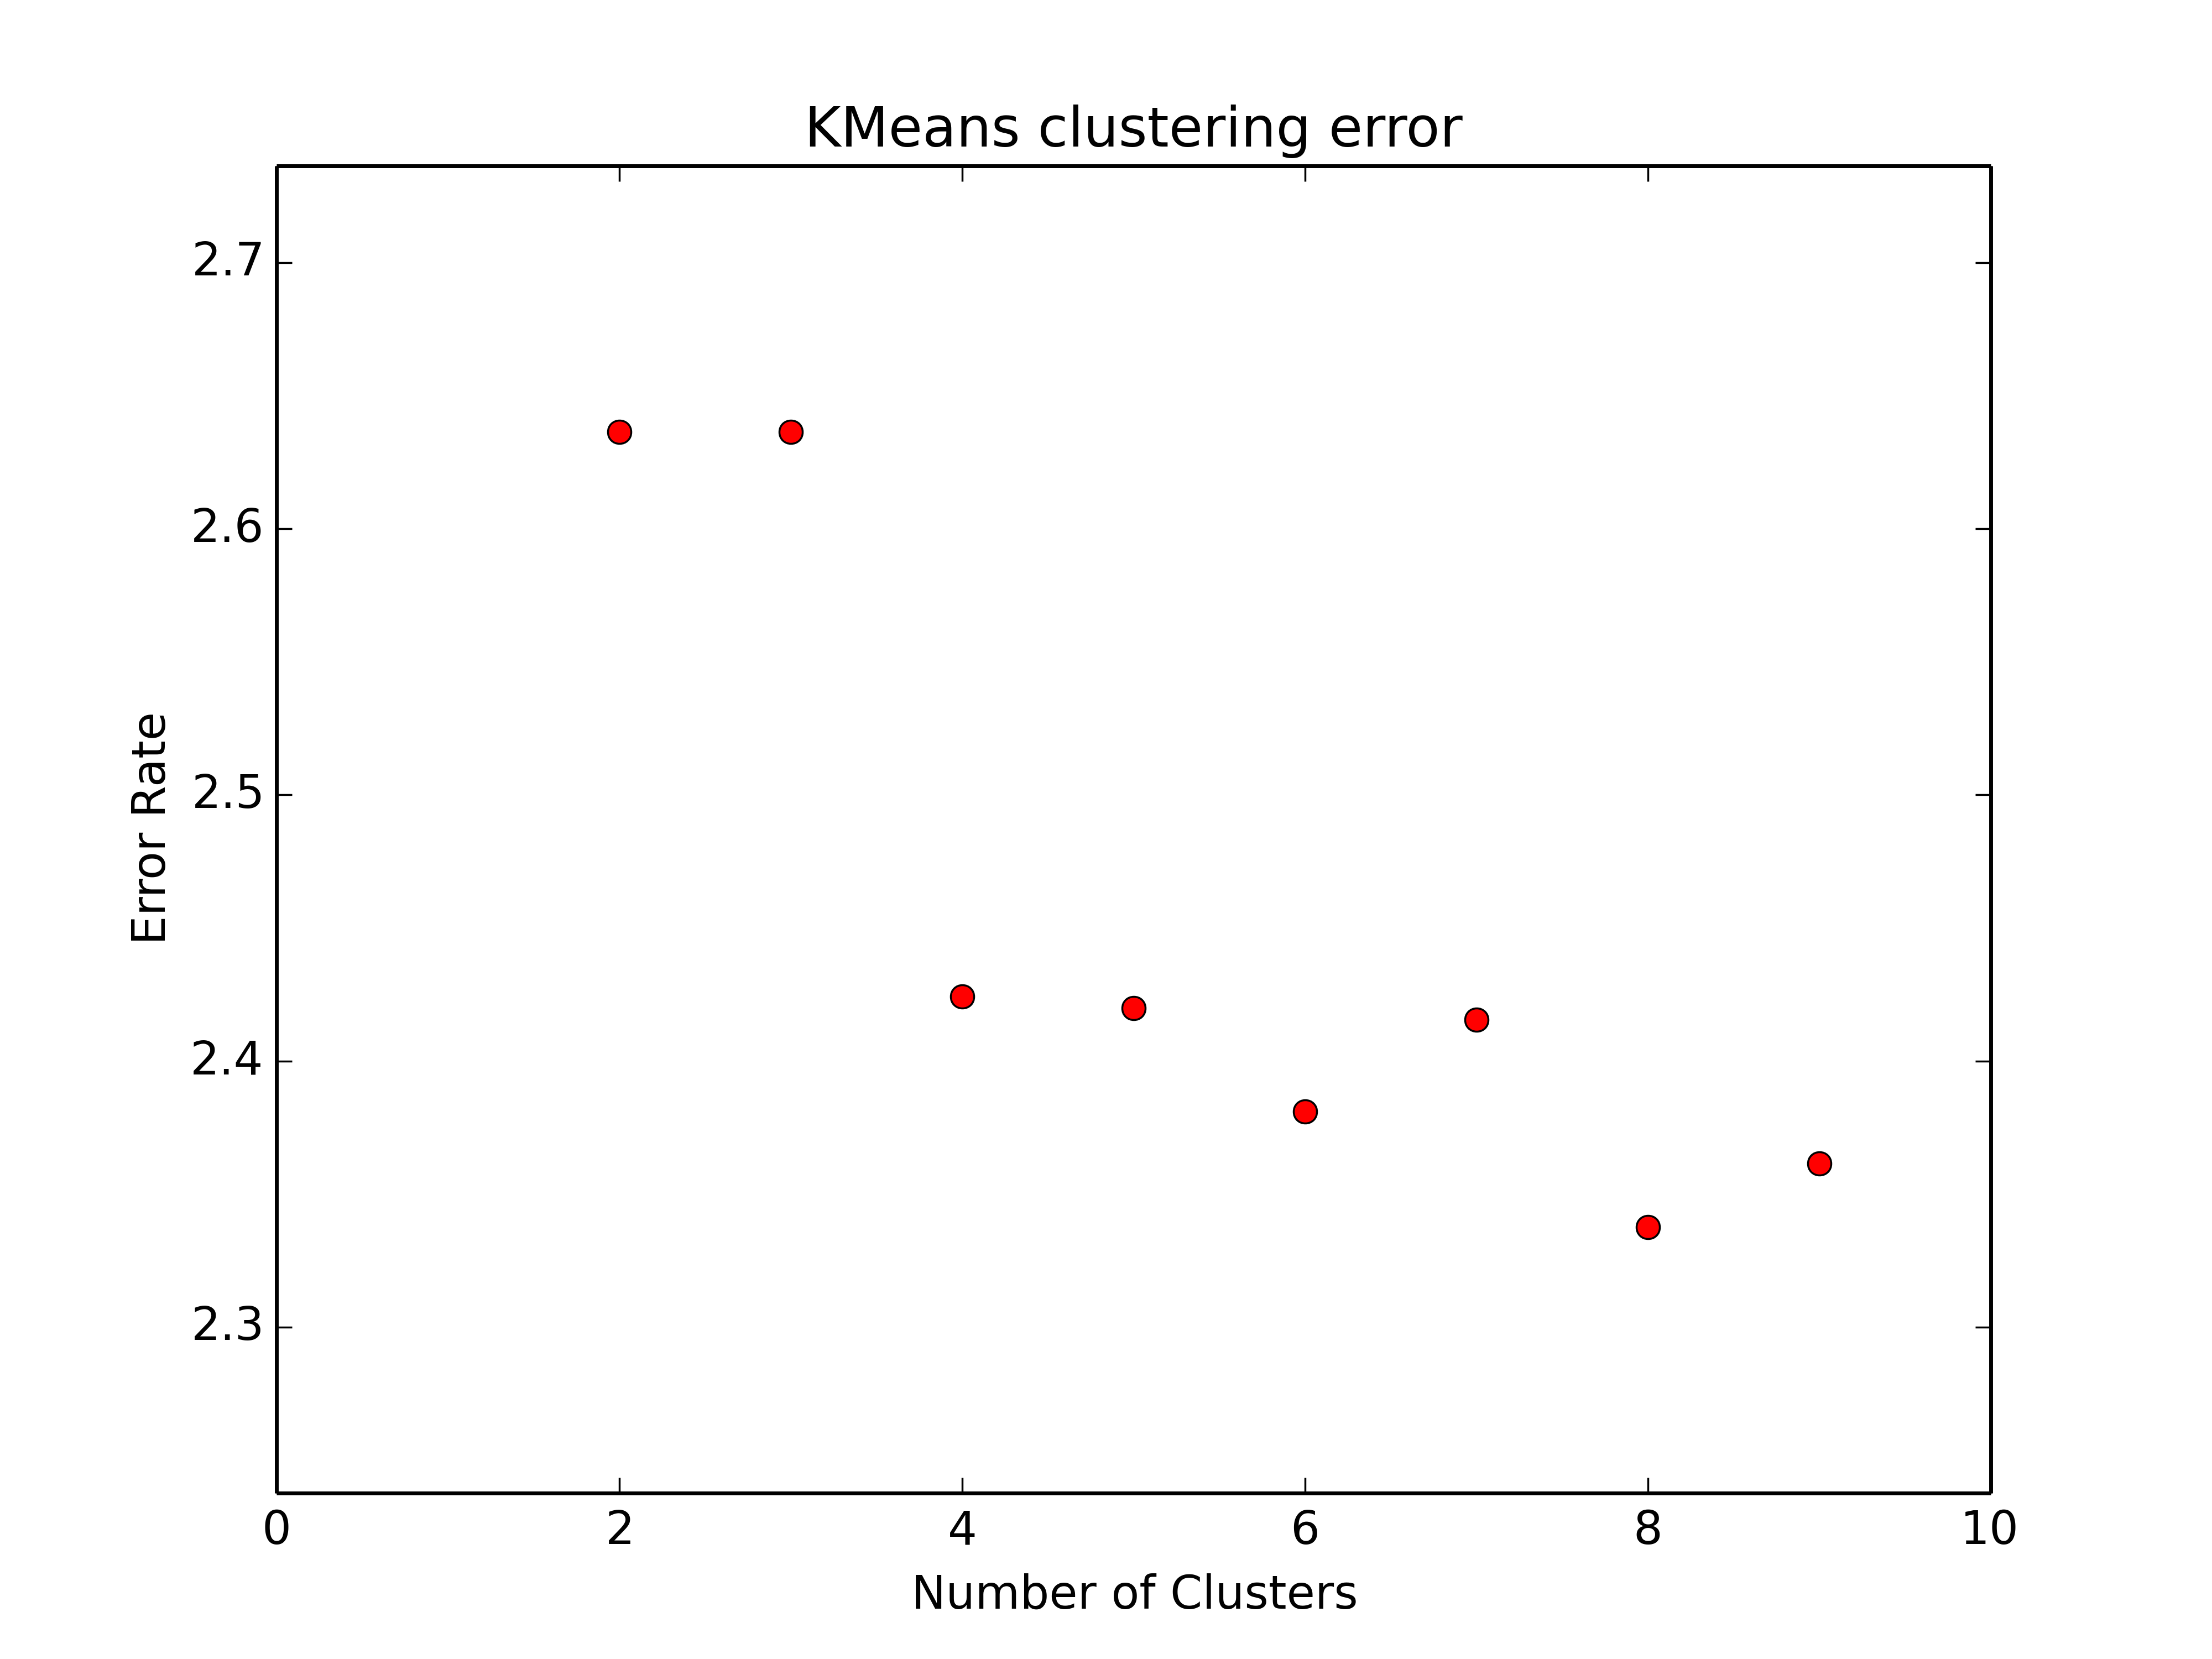 KMeans clustering error
2.7
2.6
2.5
2.4
2.3
Error Rate
0 2 4 6 8 10
Number of Clusters